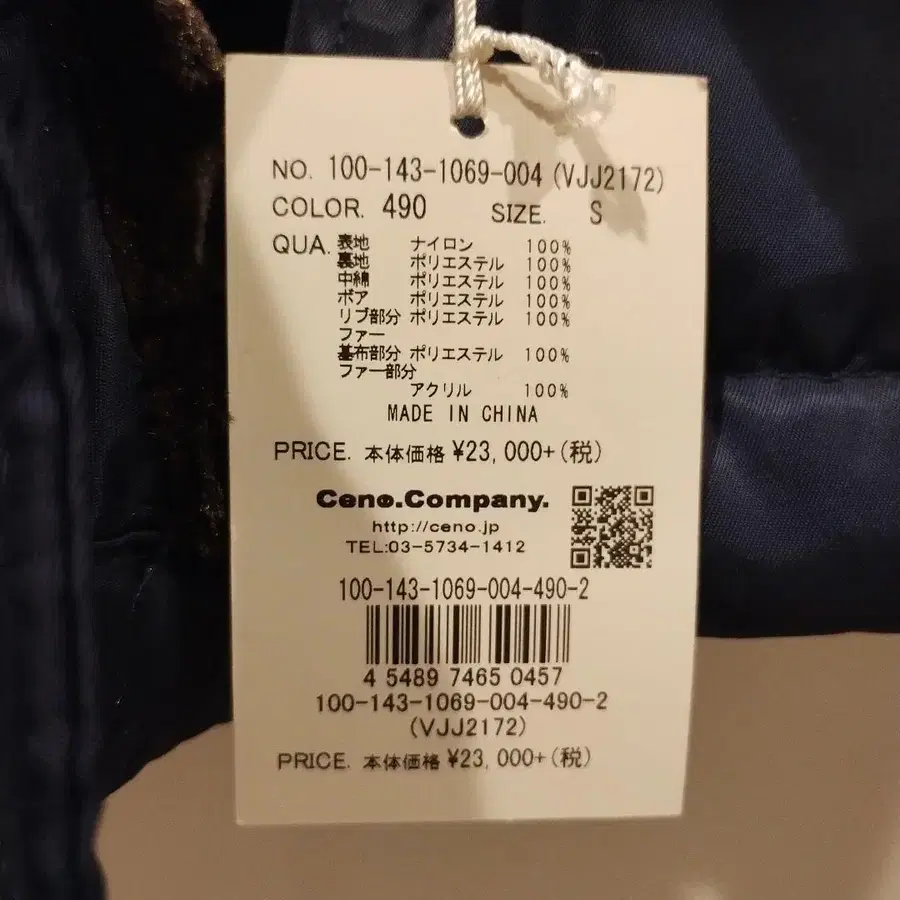 NO. 100-143-1069-004 (VJJ2172)
COLOR. 490 SIZE. S
QUA. 表地 ナイロン 100%
裏地 ポリエステル 100%
中綿 ポリエステル 100%
ボア ポリエステル 100%
リブ部分 ポリエステル 100%
ファー
基布部分 ポリエステル 100%
ファー部分
アクリル 100%
MADE IN CHINA
PRICE. 本体価格 ¥23,000+(税)
Ceno.Company.
http://ceno.jp
TEL:03-5734-1412
100-143-1069-004-490-2
4 54897465 0457
100-143-1069-004-490-2
(VJJ2172)
PRICE. 本体価格 ¥23,000+(税)